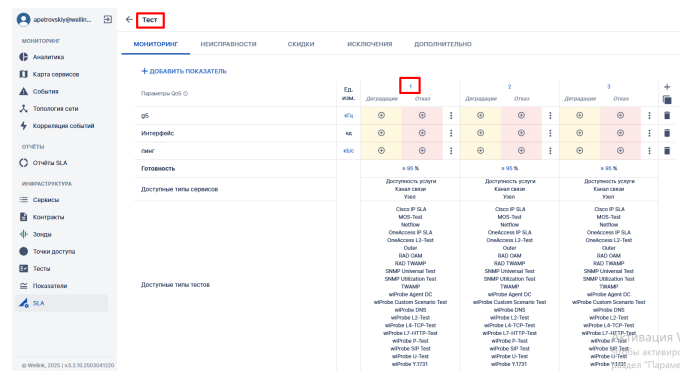 apetrovskiy@wellin...
← Тест
МОНИТОРИНГ
Аналитика
Карта сервисов
События
Топология сети
Корреляция событий
ОТЧЁТЫ
Отчёты SLA
ИНФРАСТРУКТУРА
Сервисы
Контракты
Зонды
Точки доступа
Тесты
Показатели
SLA
© Wellink, 2025 | v.5.2.10.2503041220
МОНИТОРИНГ НЕИСПРАВНОСТИ СКИДКИ ИСКЛЮЧЕНИЯ ДОПОЛНИТЕЛЬНО
+ ДОБАВИТЬ ПОКАЗАТЕЛЬ
Параметры QoS Ед. изм. 1 2 3
Деградация Отказ Деградация Отказ Деградация Отказ
g5 кГц
Интерфейс ед
пинг кБ/с
Готовность ≥ 95 % ≥ 95 % ≥ 95 %
Доступные типы сервисов
Доступность услуги Доступность услуги Доступность услуги
Канал связи Канал связи Канал связи
Узел Узел Узел
Доступные типы тестов
Cisco IP SLA Cisco IP SLA Cisco IP SLA
MOS-Test MOS-Test MOS-Test
Netflow Netflow Netflow
OneAccess IP SLA OneAccess IP SLA OneAccess IP SLA
OneAccess L2-Test OneAccess L2-Test OneAccess L2-Test
Outer Outer Outer
RAD OAM RAD OAM RAD OAM
RAD TWAMP RAD TWAMP RAD TWAMP
SNMP Universal Test SNMP Universal Test SNMP Universal Test
SNMP Utilization Test SNMP Utilization Test SNMP Utilization Test
TWAMP TWAMP TWAMP
wiProbe Agent DC wiProbe Agent DC wiProbe Agent DC
wiProbe Custom Scenario Test wiProbe Custom Scenario Test wiProbe Custom Scenario Test
wiProbe DNS wiProbe DNS wiProbe DNS
wiProbe L2-Test wiProbe L2-Test wiProbe L2-Test
wiProbe L4-TCP-Test wiProbe L4-TCP-Test wiProbe L4-TCP-Test
wiProbe L7-HTTP-Test wiProbe L7-HTTP-Test wiProbe L7-HTTP-Test
wiProbe P-Test wiProbe P-Test wiProbe P-Test
wiProbe SIP Test wiProbe SIP Test wiProbe SIP Test
wiProbe U-Test wiProbe U-Test wiProbe U-Test
wiProbe Y.1731 wiProbe Y.1731 wiProbe Y.1731